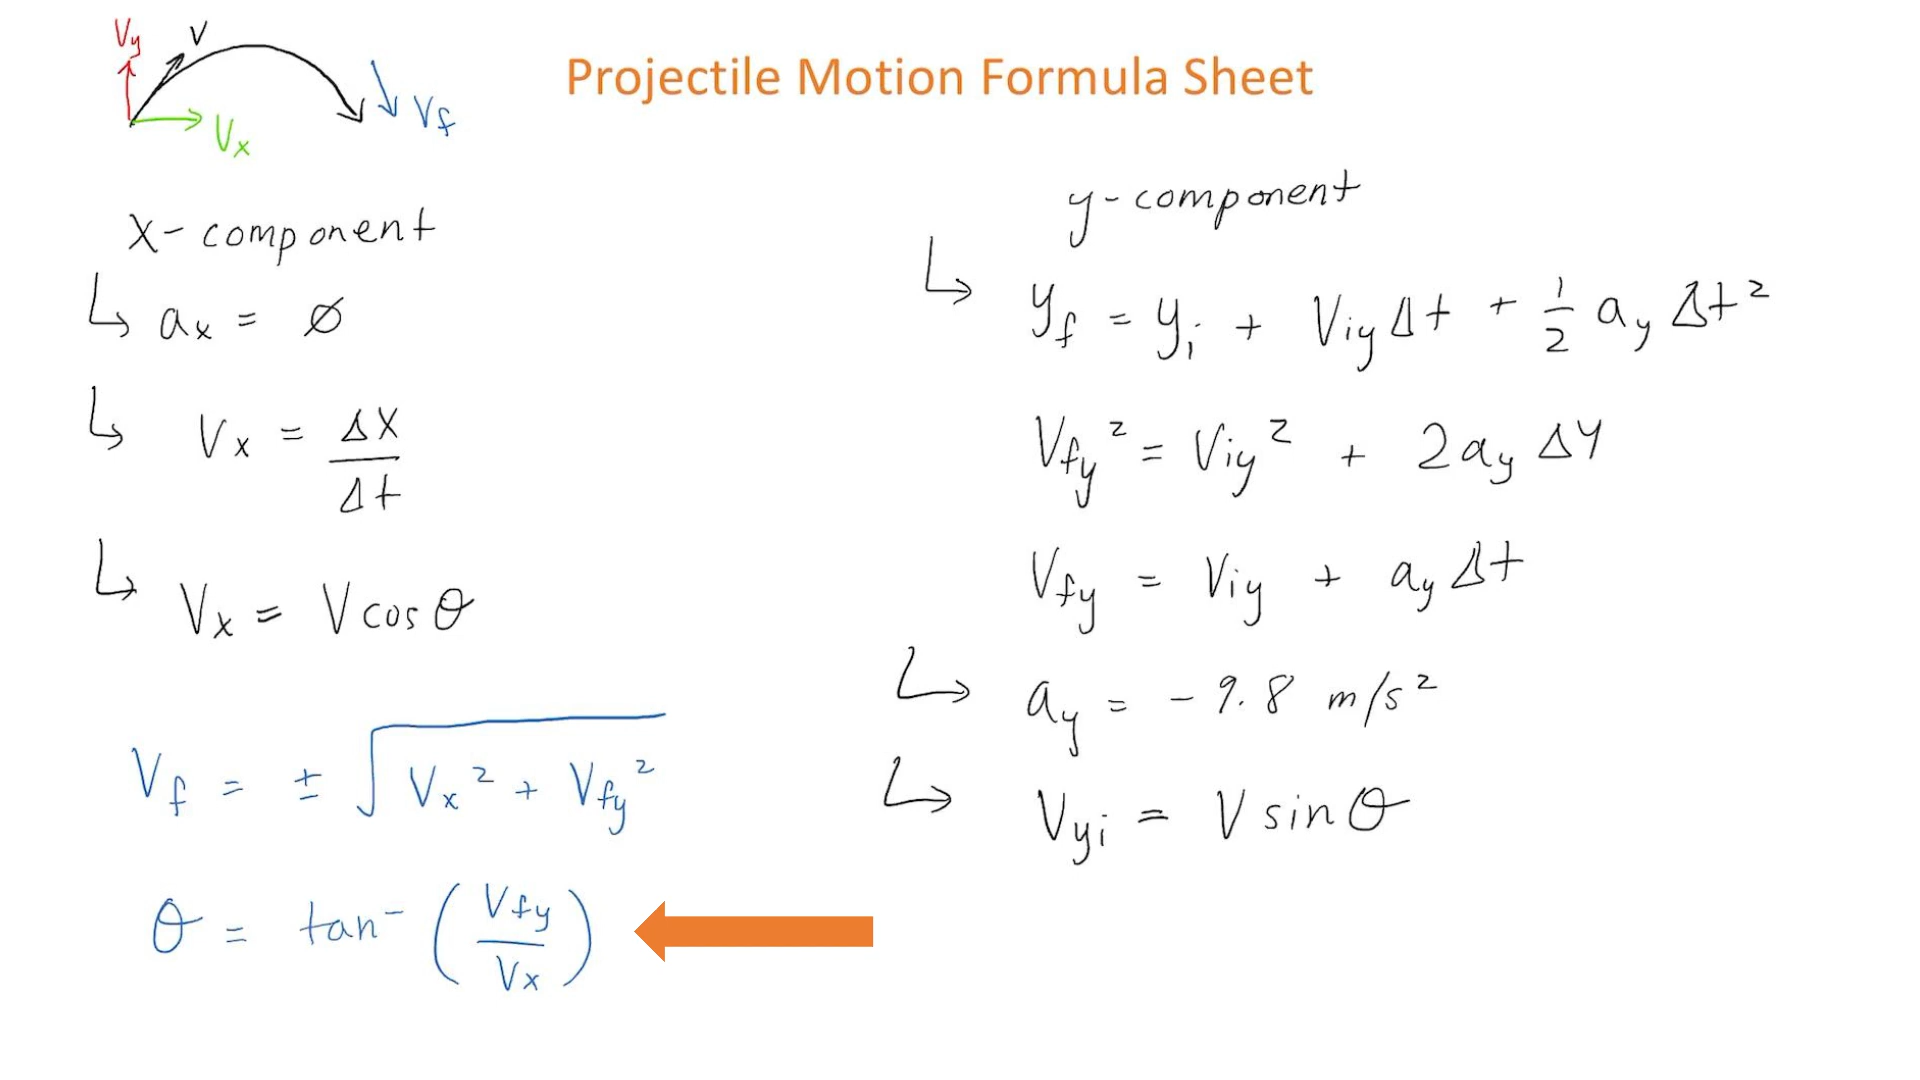 Vy
V
Projectile Motion Formula Sheet
Vf
Vx
x-component
ax = ∅
Vx = Δx/Δt
Vx = V cos θ
Vf = ± √(Vx² + Vfy²)
θ = tan⁻ (Vfy/Vx)
y-component
yf = yi + Viy Δt + 1/2 ay Δt²
Vfy² = Viy² + 2ay Δy
Vfy = Viy + ay Δt
ay = -9.8 m/s²
Vyi = V sin θ